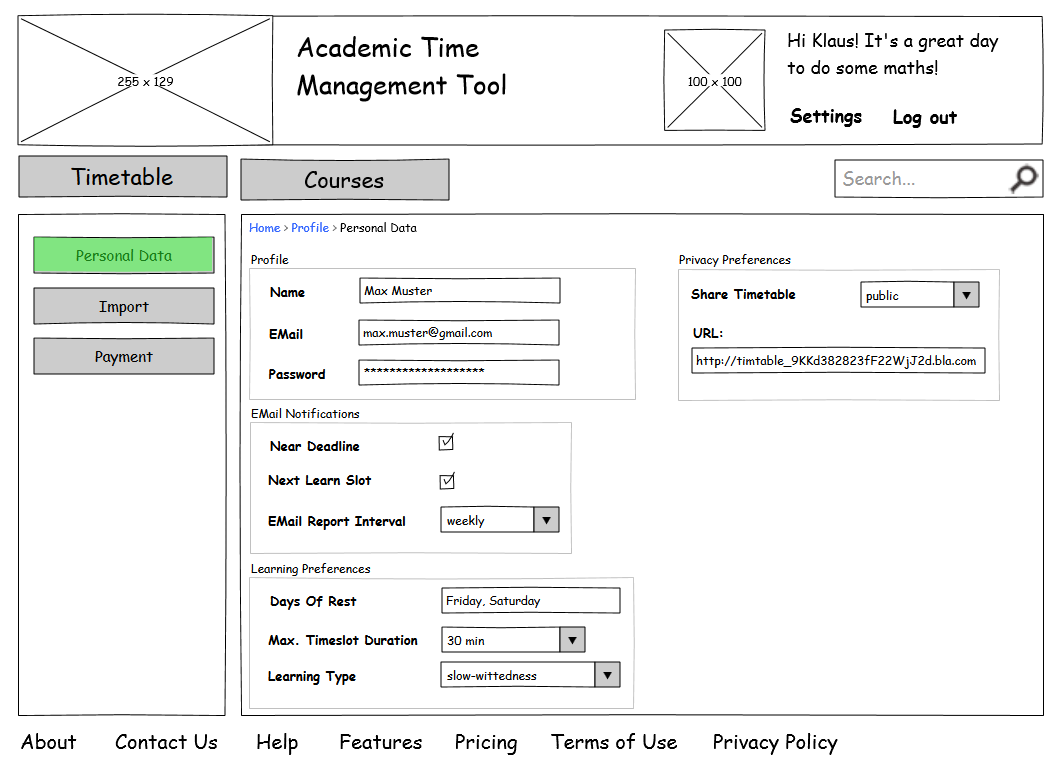 255 x 129
Academic Time
Management Tool
100 x 100
Hi Klaus! It's a great day
to do some maths!
Settings Log out
Timetable
Courses
Search...
Personal Data
Import
Payment
Home > Profile > Personal Data
Profile
Name Max Muster
EMail max.muster@gmail.com
Password *******************
Privacy Preferences
Share Timetable public
URL:
http://timtable_9KKd382823fF22WjJ2d.bla.com
EMail Notifications
Near Deadline
Next Learn Slot
EMail Report Interval weekly
Learning Preferences
Days Of Rest Friday, Saturday
Max. Timeslot Duration 30 min
Learning Type slow-wittedness
About Contact Us Help Features Pricing Terms of Use Privacy Policy